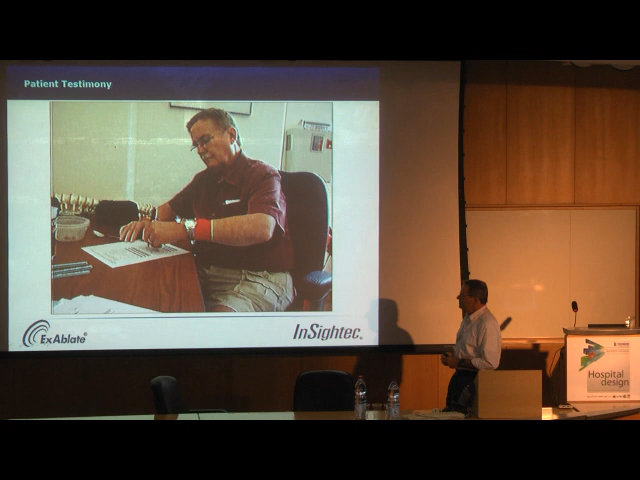 Patient Testimony
ExAblate®
InSightec®
Hospital
design